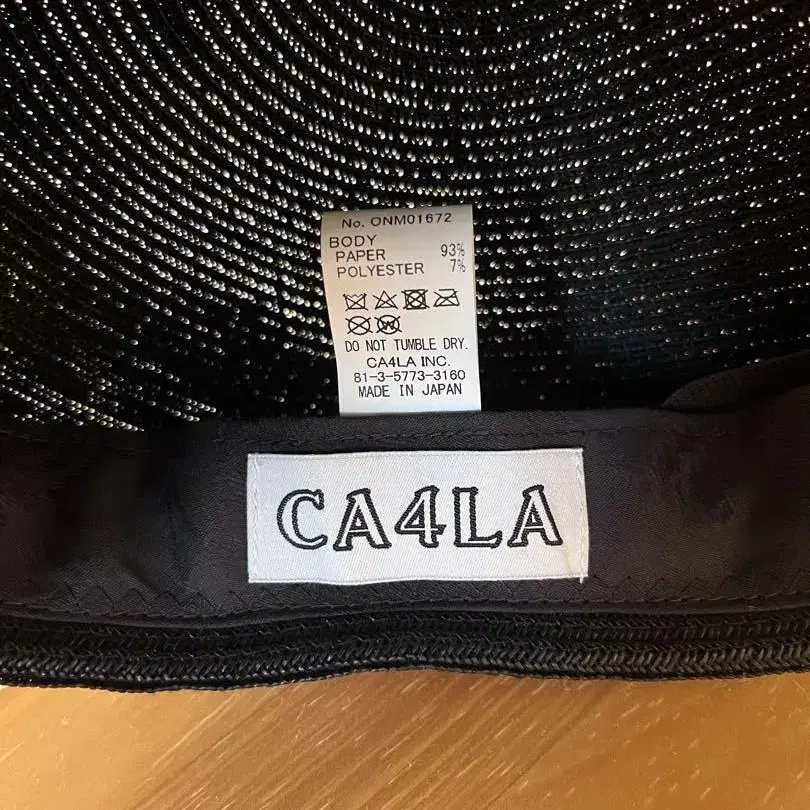 No. ONM01672
BODY
PAPER 93%
POLYESTER 7%
DO NOT TUMBLE DRY.
CA4LA INC.
81-3-5773-3160
MADE IN JAPAN
CA4LA